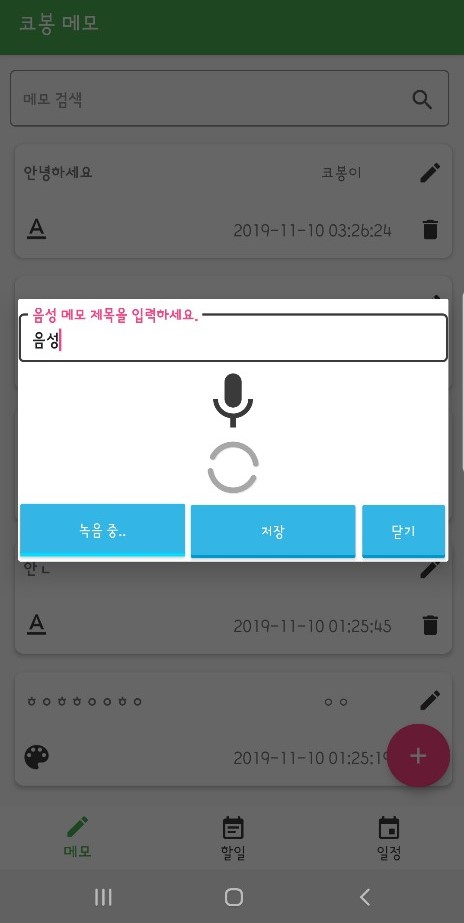 코봉 메모
메모 검색
안녕하세요 코봉이
2019-11-10 03:26:24
음성 메모 제목을 입력하세요.
음성
녹음 중..
저장
닫기
안ㄴ
2019-11-10 01:25:45
ㅎㅇㅎㅎㅇㅇㅎㅇ ㅇㅇ
2019-11-10 01:25:19
메모
할일
일정